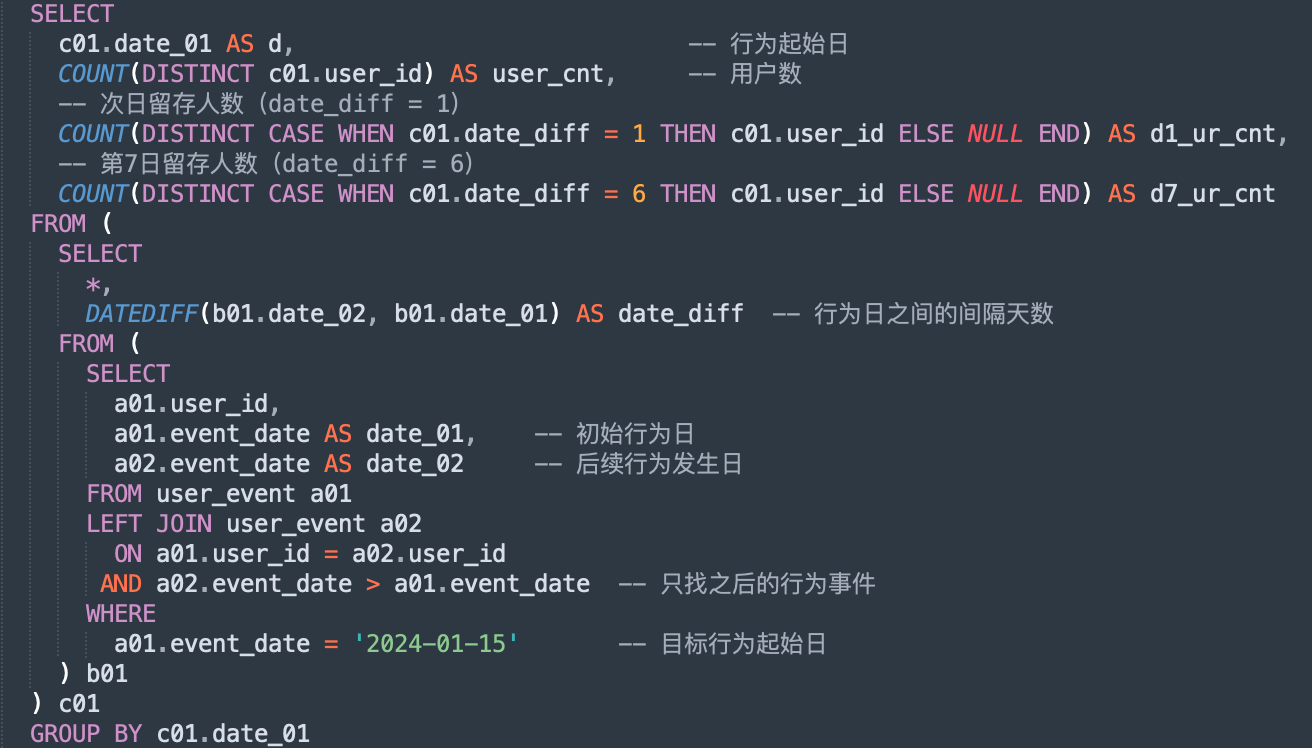 SELECT
c01.date_01 AS d, -- 行为起始日
COUNT(DISTINCT c01.user_id) AS user_cnt, -- 用户数
-- 次日留存人数（date_diff = 1）
COUNT(DISTINCT CASE WHEN c01.date_diff = 1 THEN c01.user_id ELSE NULL END) AS d1_ur_cnt,
-- 第7日留存人数（date_diff = 6）
COUNT(DISTINCT CASE WHEN c01.date_diff = 6 THEN c01.user_id ELSE NULL END) AS d7_ur_cnt
FROM (
SELECT
*,
DATEDIFF(b01.date_02, b01.date_01) AS date_diff -- 行为日之间的间隔天数
FROM (
SELECT
a01.user_id,
a01.event_date AS date_01, -- 初始行为日
a02.event_date AS date_02 -- 后续行为发生日
FROM user_event a01
LEFT JOIN user_event a02
ON a01.user_id = a02.user_id
AND a02.event_date > a01.event_date -- 只找之后的行为事件
WHERE
a01.event_date = '2024-01-15' -- 目标行为起始日
) b01
) c01
GROUP BY c01.date_01